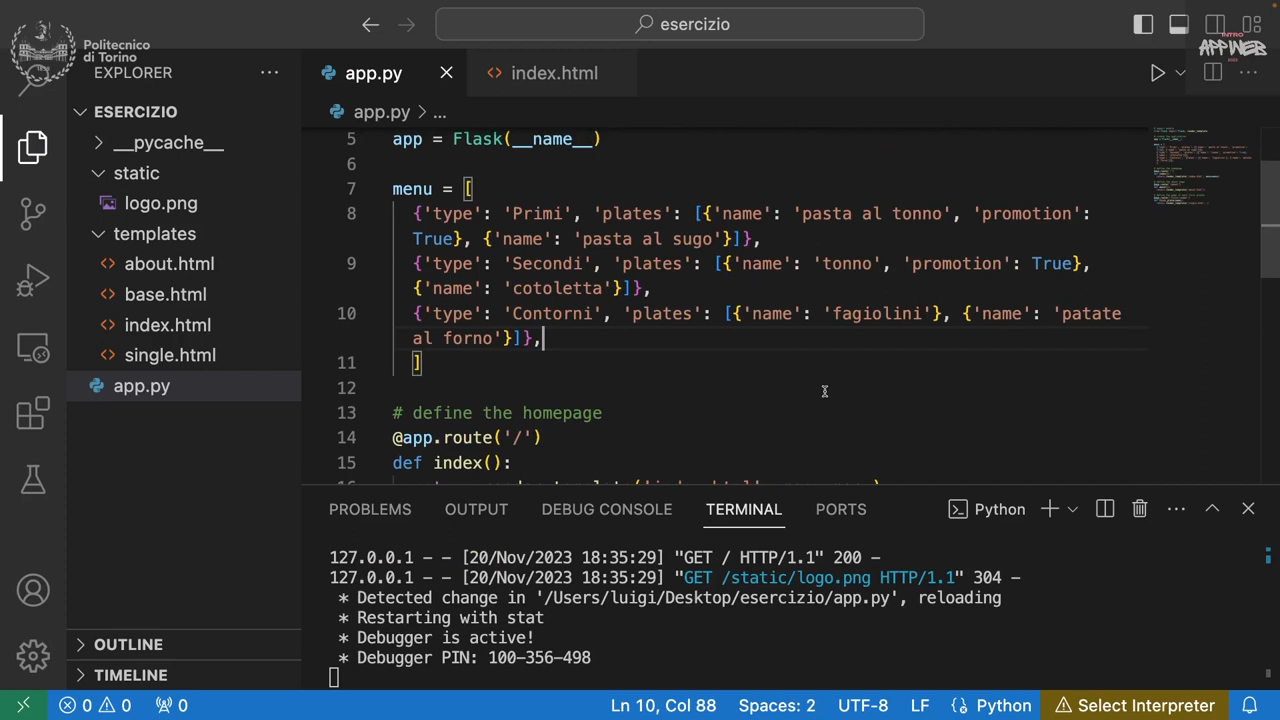 esercizio
Politecnico
di Torino
INTRO
APPWEB
EXPLORER
app.py
index.html
ESERCIZIO
app.py > ...
__pycache__
static
logo.png
templates
about.html
base.html
index.html
single.html
app.py
5 app = Flask(__name__)
6
7 menu = [
8 {'type': 'Primi', 'plates': [{'name': 'pasta al tonno', 'promotion':
True}, {'name': 'pasta al sugo'}]},
9 {'type': 'Secondi', 'plates': [{'name': 'tonno', 'promotion': True},
{'name': 'cotoletta'}]},
10 {'type': 'Contorni', 'plates': [{'name': 'fagiolini'}, {'name': 'patate
al forno'}]},
11 ]
12
13 # define the homepage
14 @app.route('/')
15 def index():
OUTLINE
TIMELINE
PROBLEMS OUTPUT DEBUG CONSOLE TERMINAL PORTS Python
127.0.0.1 - - [20/Nov/2023 18:35:29] "GET / HTTP/1.1" 200 -
127.0.0.1 - - [20/Nov/2023 18:35:29] "GET /static/logo.png HTTP/1.1" 304 -
* Detected change in '/Users/luigi/Desktop/esercizio/app.py', reloading
* Restarting with stat
* Debugger is active!
* Debugger PIN: 100-356-498
0 0 0 Ln 10, Col 88 Spaces: 2 UTF-8 LF Python Select Interpreter